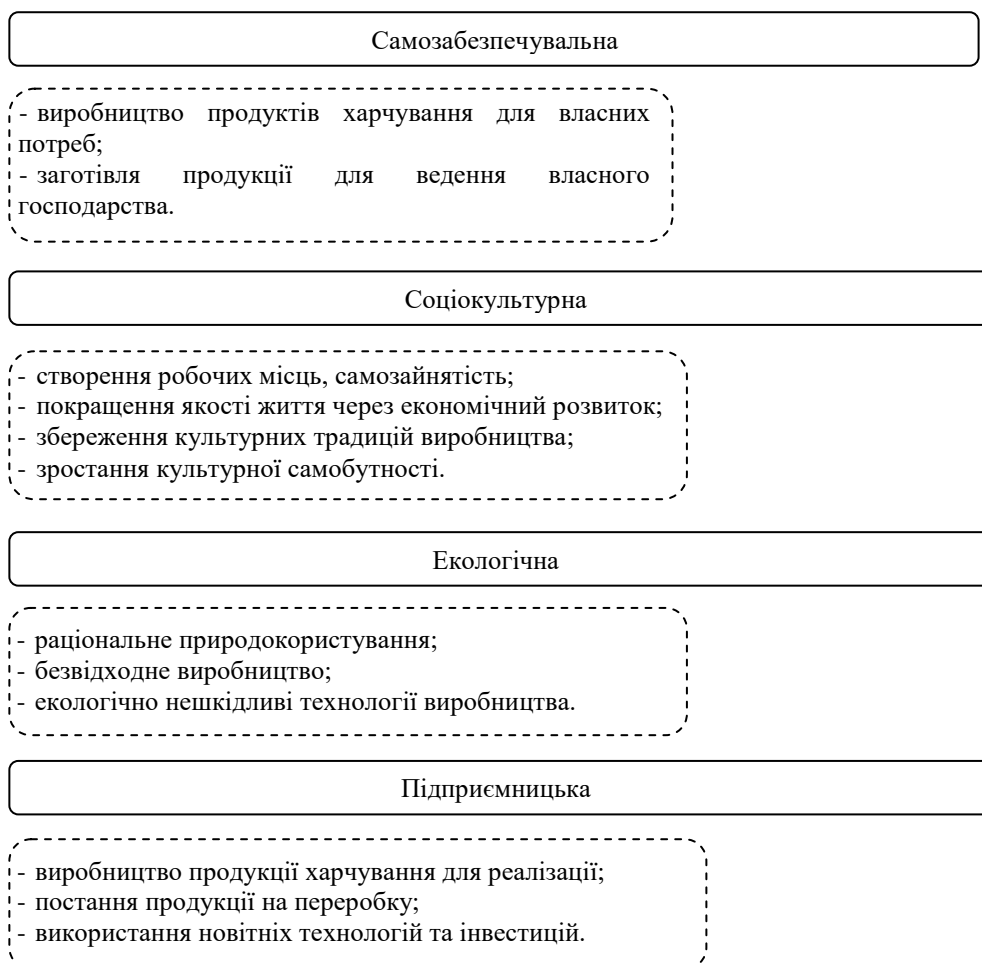 Самозабезпечувальна
- виробництво продуктів харчування для власних
потреб;
- заготівля продукції для ведення власного
господарства.
Соціокультурна
- створення робочих місць, самозайнятість;
- покращення якості життя через економічний розвиток;
- збереження культурних традицій виробництва;
- зростання культурної самобутності.
Екологічна
- раціональне природокористування;
- безвідходне виробництво;
- екологічно нешкідливі технології виробництва.
Підприємницька
- виробництво продукції харчування для реалізації;
- постання продукції на переробку;
- використання новітніх технологій та інвестицій.